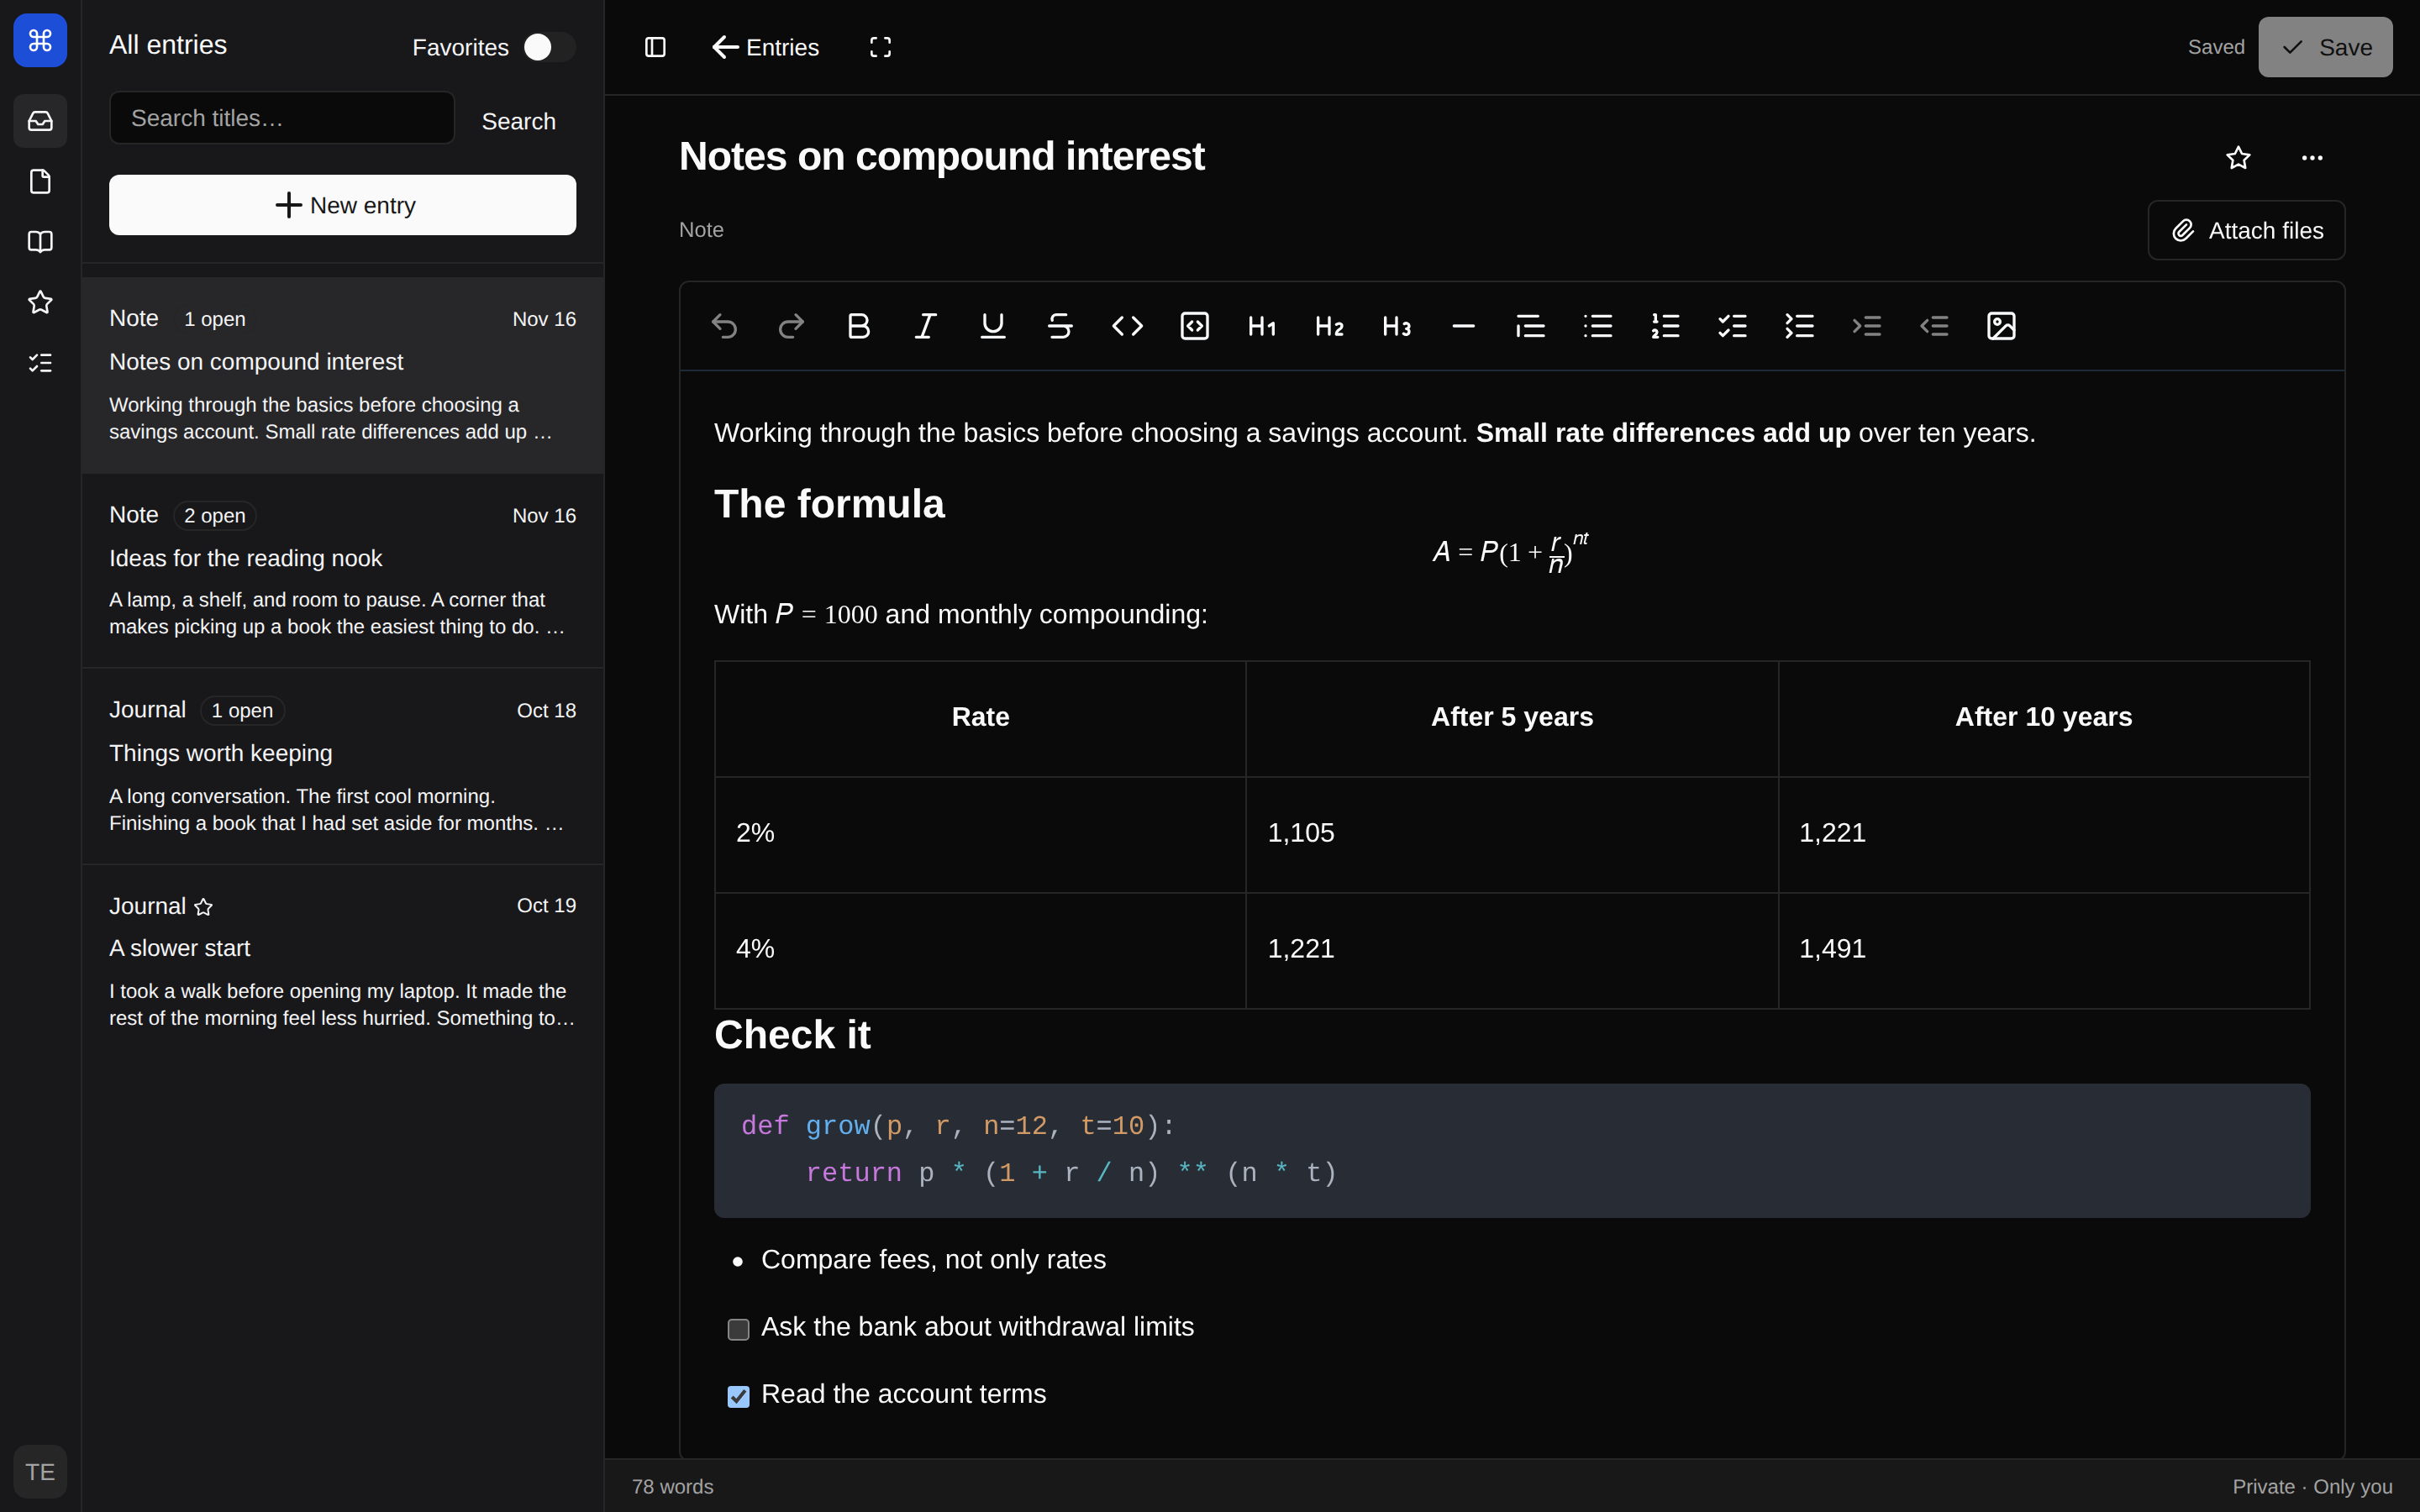 All entries
Favorites
Search titles…
Search
New entry
Note 1 open Nov 16
Notes on compound interest
Working through the basics before choosing a
savings account. Small rate differences add up …
Note 2 open Nov 16
Ideas for the reading nook
A lamp, a shelf, and room to pause. A corner that
makes picking up a book the easiest thing to do. …
Journal 1 open Oct 18
Things worth keeping
A long conversation. The first cool morning.
Finishing a book that I had set aside for months. …
Journal Oct 19
A slower start
I took a walk before opening my laptop. It made the
rest of the morning feel less hurried. Something to…
TE
Entries
Saved
Save
Notes on compound interest
Note
Attach files
H1 H2 H3
Working through the basics before choosing a savings account. Small rate differences add up over ten years.
The formula
A = P(1 + r/n)^nt
With P = 1000 and monthly compounding:
Rate After 5 years After 10 years
2% 1,105 1,221
4% 1,221 1,491
Check it
def grow(p, r, n=12, t=10):
    return p * (1 + r / n) ** (n * t)
Compare fees, not only rates
Ask the bank about withdrawal limits
Read the account terms
78 words
Private · Only you